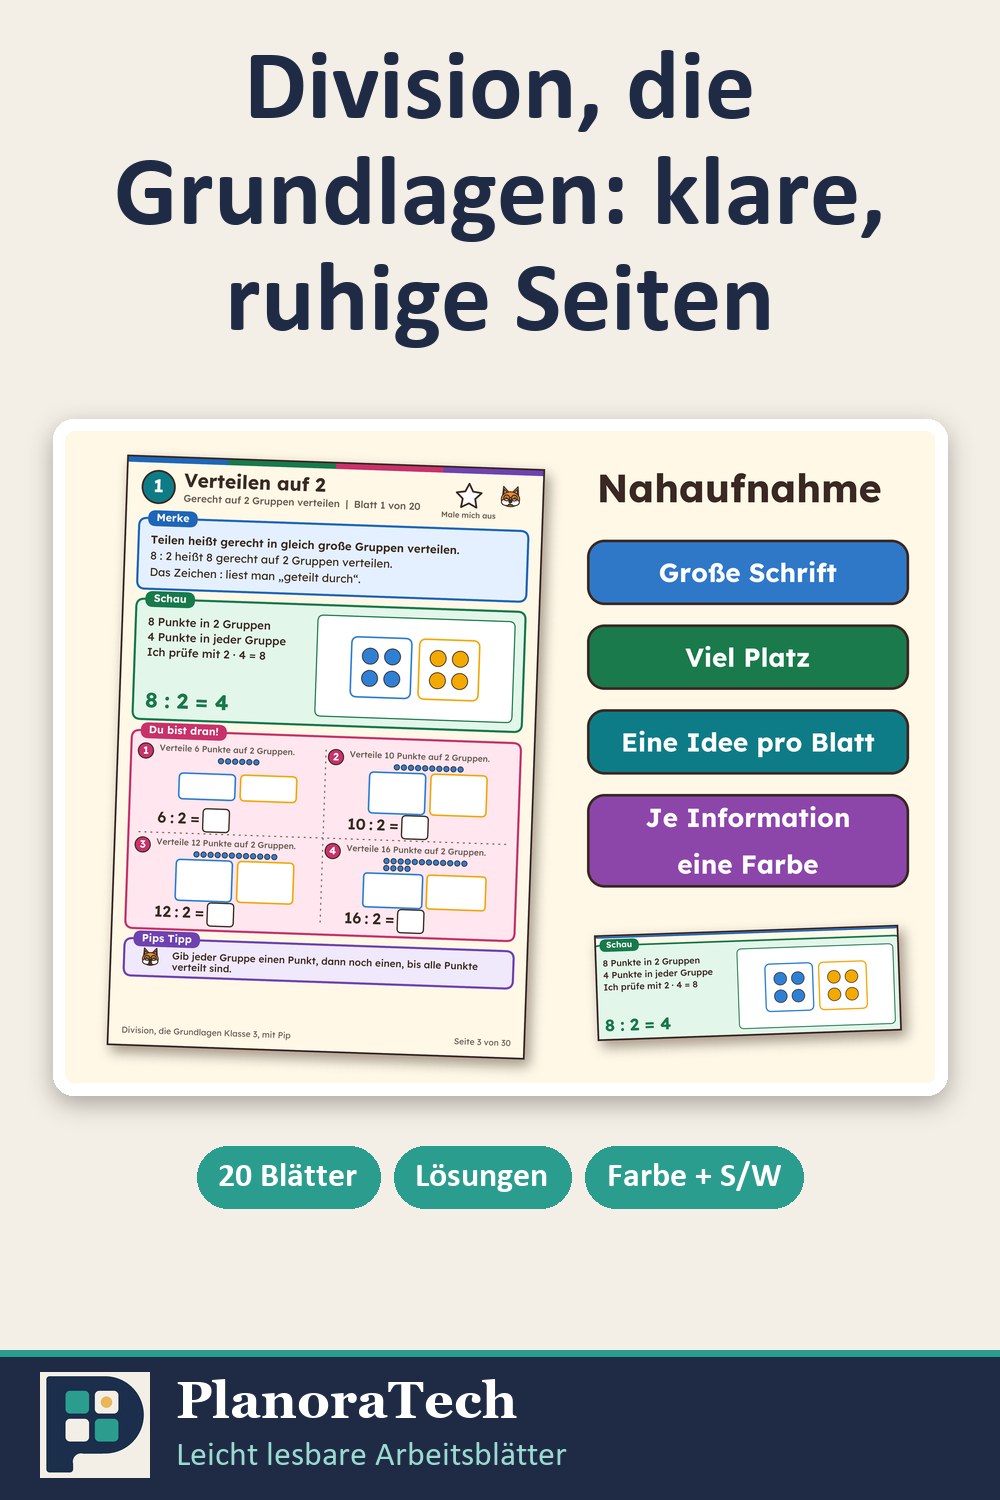 Division, die
Grundlagen: klare,
ruhige Seiten
1
Verteilen auf 2
Gerecht auf 2 Gruppen verteilen | Blatt 1 von 20
Male mich aus
Merke
Teilen heißt gerecht in gleich große Gruppen verteilen.
8 : 2 heißt 8 gerecht auf 2 Gruppen verteilen.
Das Zeichen : liest man „geteilt durch“.
Schau
8 Punkte in 2 Gruppen
4 Punkte in jeder Gruppe
Ich prüfe mit 2 · 4 = 8
8 : 2 = 4
Du bist dran!
1 Verteile 6 Punkte auf 2 Gruppen.
6 : 2 =
2 Verteile 10 Punkte auf 2 Gruppen.
10 : 2 =
3 Verteile 12 Punkte auf 2 Gruppen.
12 : 2 =
4 Verteile 16 Punkte auf 2 Gruppen.
16 : 2 =
Pips Tipp
Gib jeder Gruppe einen Punkt, dann noch einen, bis alle Punkte
verteilt sind.
Division, die Grundlagen Klasse 3, mit Pip
Seite 3 von 30
Nahaufnahme
Große Schrift
Viel Platz
Eine Idee pro Blatt
Je Information
eine Farbe
Schau
8 Punkte in 2 Gruppen
4 Punkte in jeder Gruppe
Ich prüfe mit 2 · 4 = 8
8 : 2 = 4
20 Blätter
Lösungen
Farbe + S/W
PlanoraTech
Leicht lesbare Arbeitsblätter